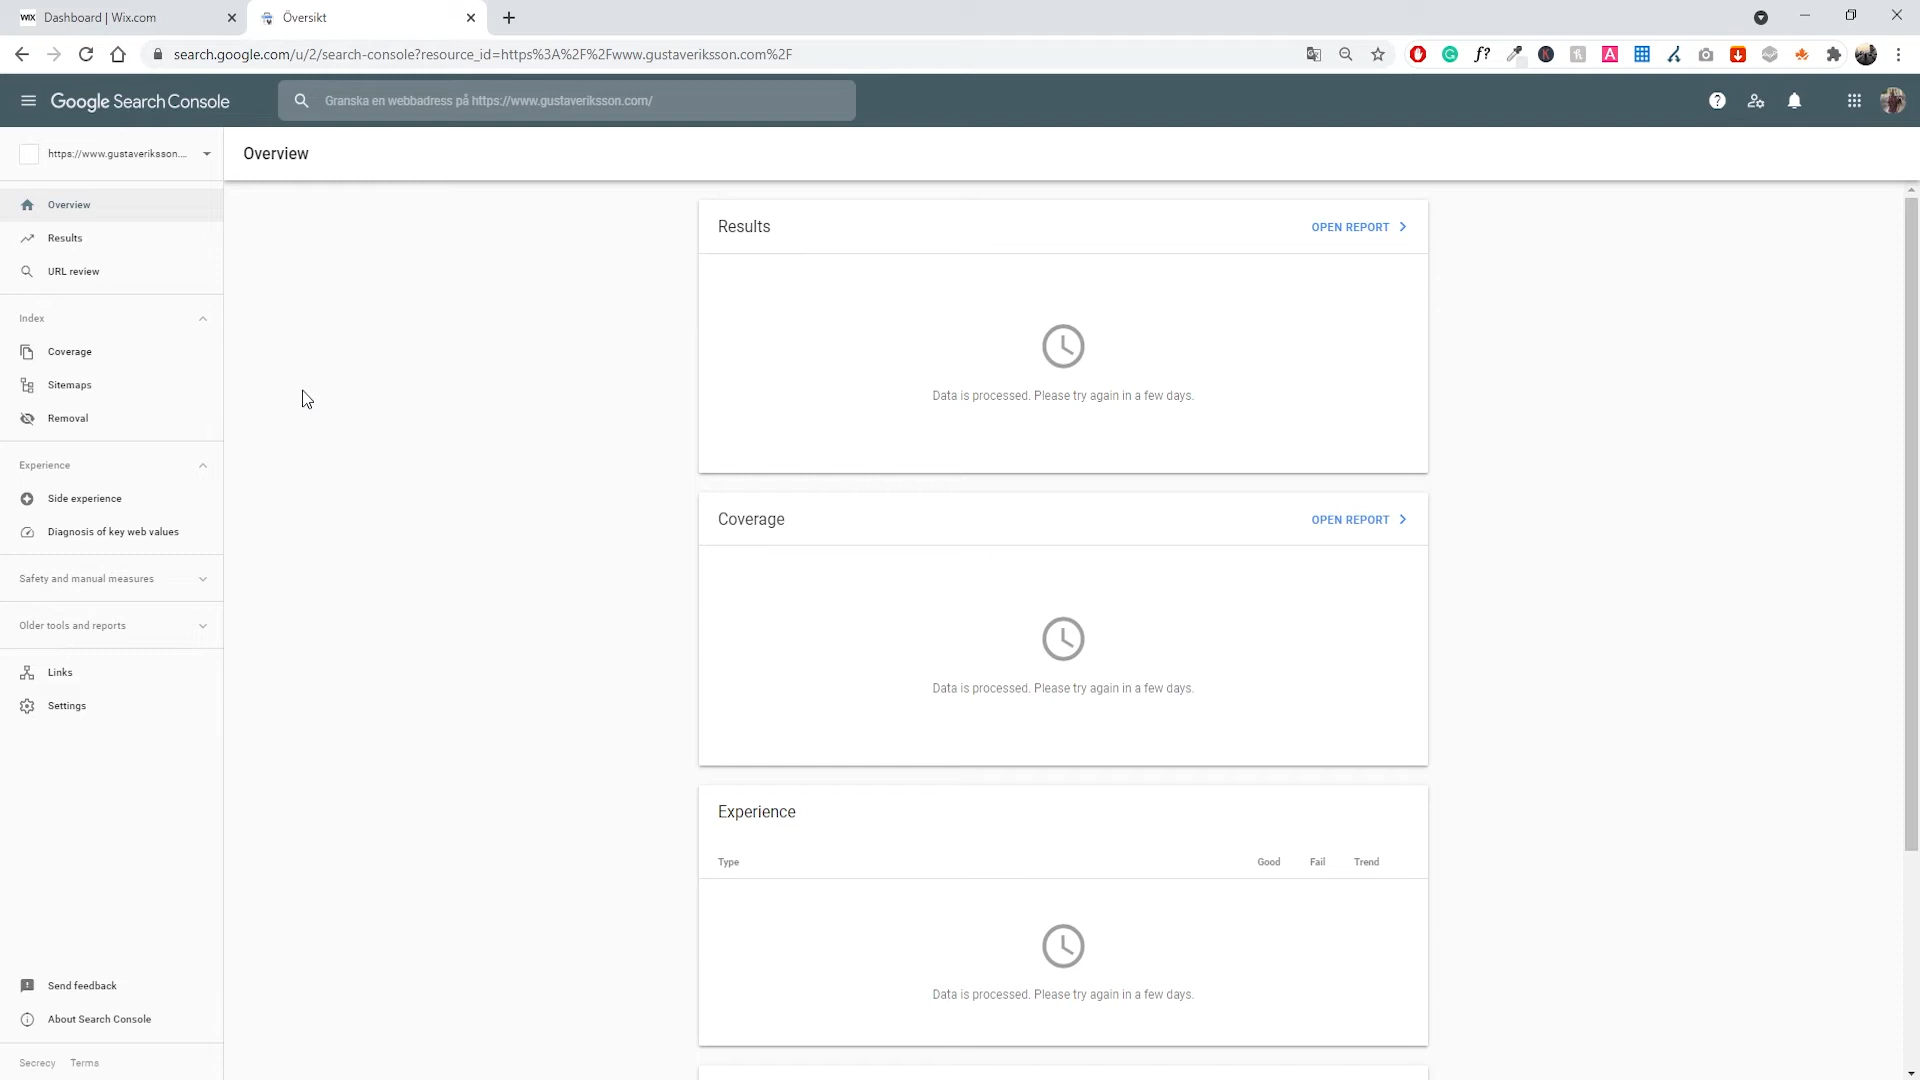 WIX Dashboard | Wix.com
Översikt
search.google.com/u/2/search-console?resource_id=https%3A%2F%2Fwww.gustaveriksson.com%2F
Google Search Console
Granska en webbadress på https://www.gustaveriksson.com/
https://www.gustaveriksson....
Overview
Overview
Results
URL review
Index
Coverage
Sitemaps
Removal
Experience
Side experience
Diagnosis of key web values
Safety and manual measures
Older tools and reports
Links
Settings
Send feedback
About Search Console
Secrecy Terms
Results
OPEN REPORT
Data is processed. Please try again in a few days.
Coverage
OPEN REPORT
Data is processed. Please try again in a few days.
Experience
Type Good Fail Trend
Data is processed. Please try again in a few days.